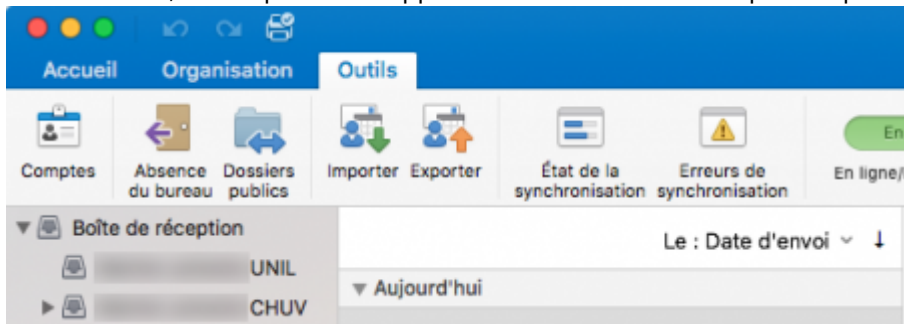 Accueil Organisation Outils
Comptes
Absence du bureau
Dossiers publics
Importer
Exporter
État de la synchronisation
Erreurs de synchronisation
En
En ligne/
Boîte de réception
UNIL
CHUV
Le : Date d'envoi
Aujourd'hui